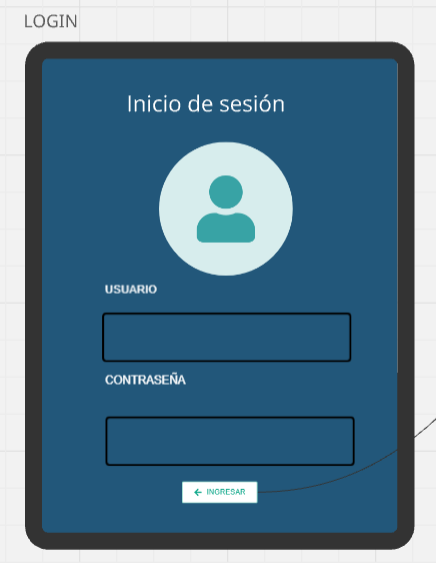 LOGIN
Inicio de sesión
USUARIO
CONTRASEÑA
INGRESAR